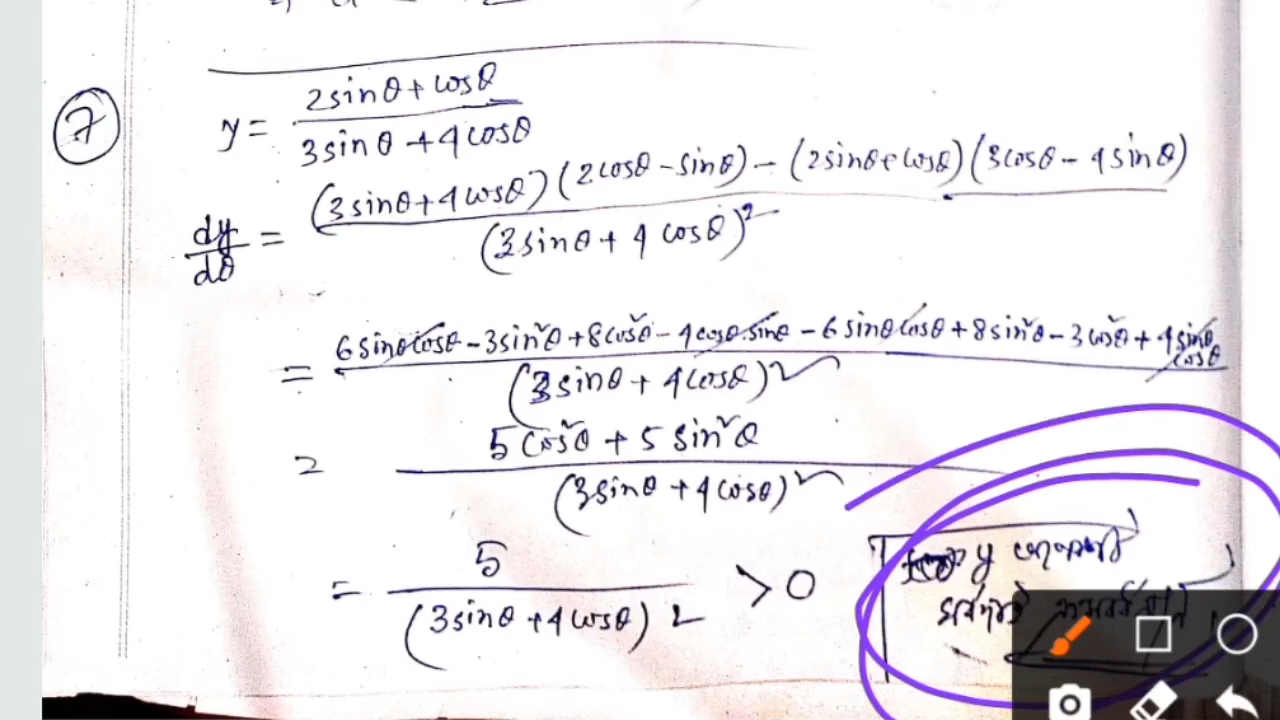 7
y = (2sinθ + cosθ) / (3sinθ + 4cosθ)
dy/dθ = ((3sinθ + 4cosθ)(2cosθ - sinθ) - (2sinθ + cosθ)(3cosθ - 4sinθ)) / (3sinθ + 4cosθ)²
= (6sinθcosθ - 3sin²θ + 8cos²θ - 4cosθ.sinθ - 6sinθcosθ + 8sin²θ - 3cos²θ + 4sinθcosθ) / (3sinθ + 4cosθ)²
= (5cos²θ + 5sin²θ) / (3sinθ + 4cosθ)²
= 5 / (3sinθ + 4cosθ)² > 0
y